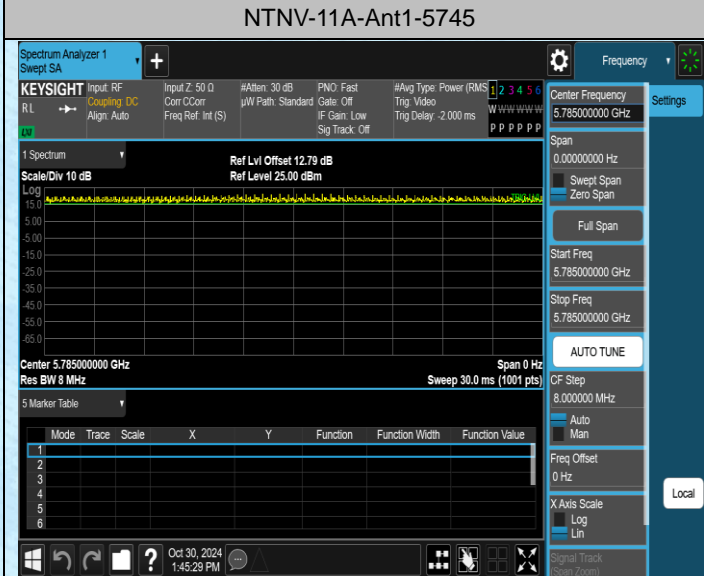 NTNV-11A-Ant1-5745
Spectrum Analyzer 1
Swept SA
Frequency
KEYSIGHT
RL
LXI
Input: RF
Coupling: DC
Align: Auto
Input Z: 50 Ω
Corr CCorr
Freq Ref: Int (S)
#Atten: 30 dB
µW Path: Standard
PNO: Fast
Gate: Off
IF Gain: Low
Sig Track: Off
#Avg Type: Power (RMS
Trig: Video
Trig Delay: -2.000 ms
1 2 3 4 5 6
W W W W W W
P P P P P P
Center Frequency
5.785000000 GHz
Settings
Span
0.00000000 Hz
Swept Span
Zero Span
Full Span
Start Freq
5.785000000 GHz
Stop Freq
5.785000000 GHz
AUTO TUNE
CF Step
8.000000 MHz
Auto
Man
Freq Offset
0 Hz
X Axis Scale
Log
Lin
Signal Track
(Span Zoom)
Local
1 Spectrum
Scale/Div 10 dB
Ref Lvl Offset 12.79 dB
Ref Level 25.00 dBm
Log
15.0
5.00
-5.00
-15.0
-25.0
-35.0
-45.0
-55.0
-65.0
Center 5.785000000 GHz
Span 0 Hz
Res BW 8 MHz
Sweep 30.0 ms (1001 pts)
5 Marker Table
Mode Trace Scale X Y Function Function Width Function Value
1
2
3
4
5
6
Oct 30, 2024
1:45:29 PM